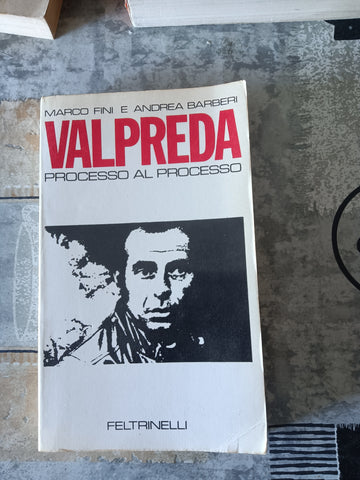 MARCO FINI E ANDREA BARBERI
VALPREDA
PROCESSO AL PROCESSO
FELTRINELLI